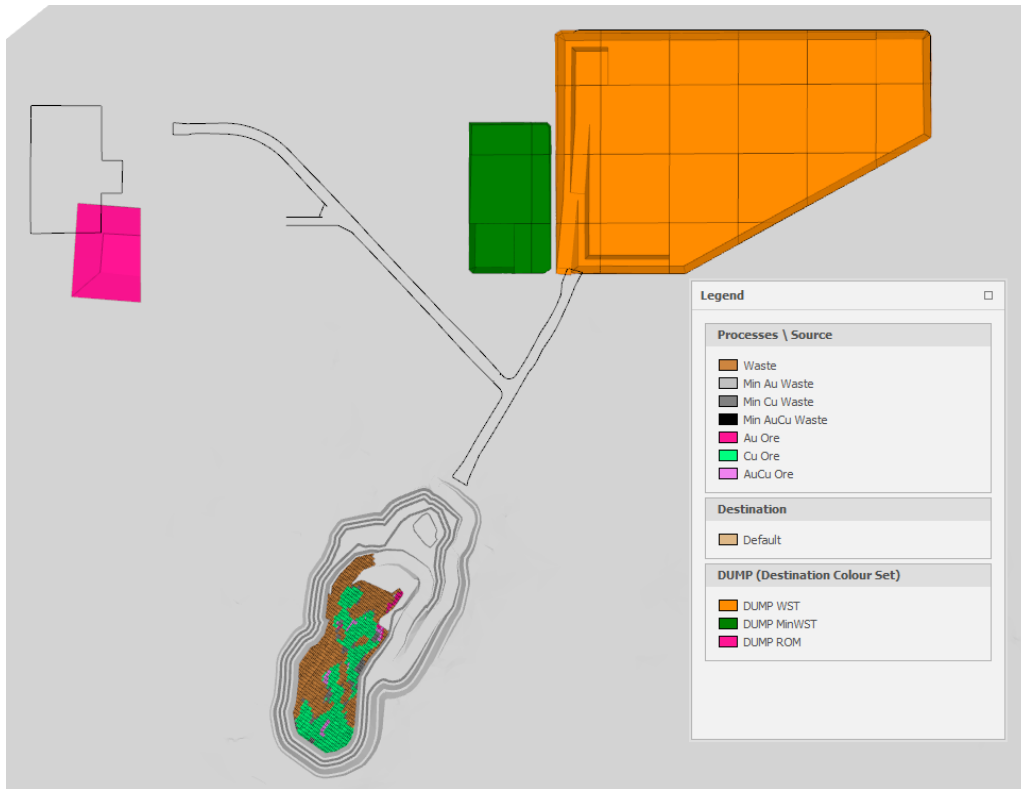 Legend
Processes \ Source
Waste
Min Au Waste
Min Cu Waste
Min AuCu Waste
Au Ore
Cu Ore
AuCu Ore
Destination
Default
DUMP (Destination Colour Set)
DUMP WST
DUMP MinWST
DUMP ROM